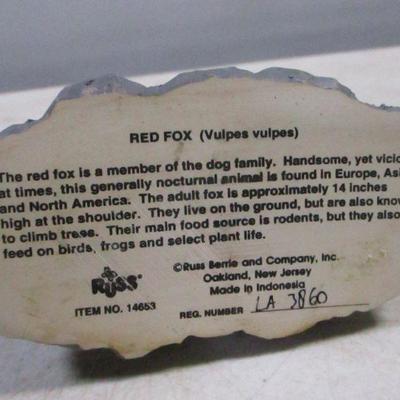 RED FOX (Vulpes vulpes)
The red fox is a member of the dog family. Handsome, yet vicio
at times, this generally nocturnal animal is found in Europe, Asi
and North America. The adult fox is approximately 14 inches
high at the shoulder. They live on the ground, but are also know
to climb tress. Their main food source is rodents, but they also
feed on birds, frogs and select plant life.
©Russ Berrie and Company, Inc.
Oakland, New Jersey
Made in Indonesia
RUSS®
ITEM NO. 14653
REG. NUMBER LA 3860